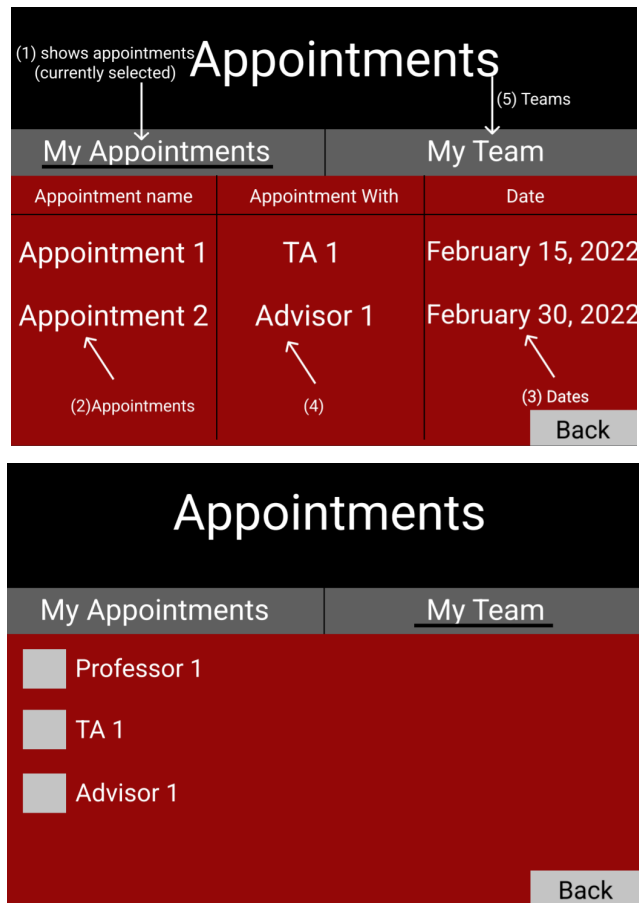 (1) shows appointments
(currently selected)
Appointments
(5) Teams
My Appointments My Team
Appointment name Appointment With Date
Appointment 1 TA 1 February 15, 2022
Appointment 2 Advisor 1 February 30, 2022
(2)Appointments (4) (3) Dates
Back
Appointments
My Appointments My Team
Professor 1
TA 1
Advisor 1
Back